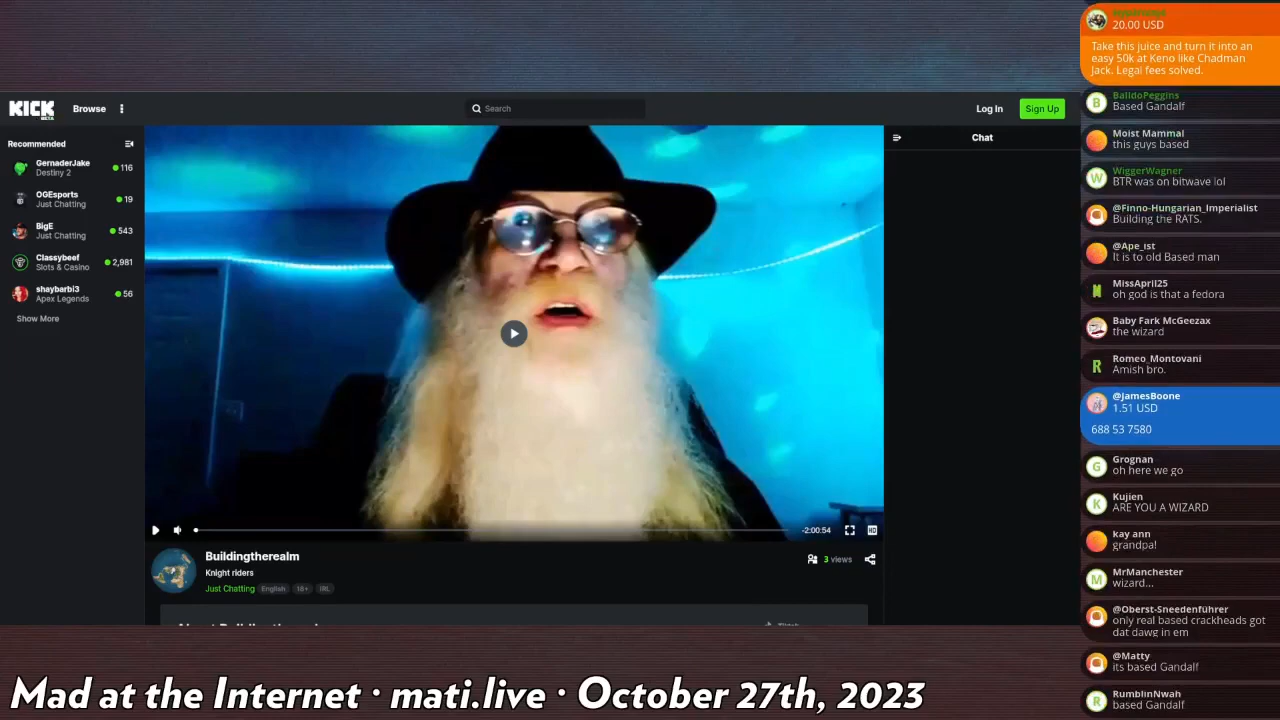 20.00 USD
Take this juice and turn it into an
easy 50k at Keno like Chadman
Jack. Legal fees solved.
KICK
BETA
Browse
Search
Log In
Sign Up
Recommended
GernaderJake
Destiny 2
116
OGEsports
Just Chatting
19
BigE
Just Chatting
543
Classybeef
Slots & Casino
2,981
shaybarbi3
Apex Legends
56
Show More
Chat
-2:00:54
HD
Buildingtherealm
Knight riders
Just Chatting
English
18+
IRL
3 views
BalldoPeggins
Based Gandalf
Moist Mammal
this guys based
WiggerWagner
BTR was on bitwave lol
@Finno-Hungarian_Imperialist
Building the RATS.
@Ape_ist
It is to old Based man
MissApril25
oh god is that a fedora
Baby Fark McGeezax
the wizard
R
Romeo_Montovani
Amish bro.
@JamesBoone
1.51 USD
688 53 7580
G
Grognan
oh here we go
K
Kujien
ARE YOU A WIZARD
kay ann
grandpa!
M
MrManchester
wizard...
@Oberst-Sneedenführer
only real based crackheads got
dat dawg in em
@Matty
its based Gandalf
R
RumblinNwah
based Gandalf
Mad at the Internet · mati.live · October 27th, 2023